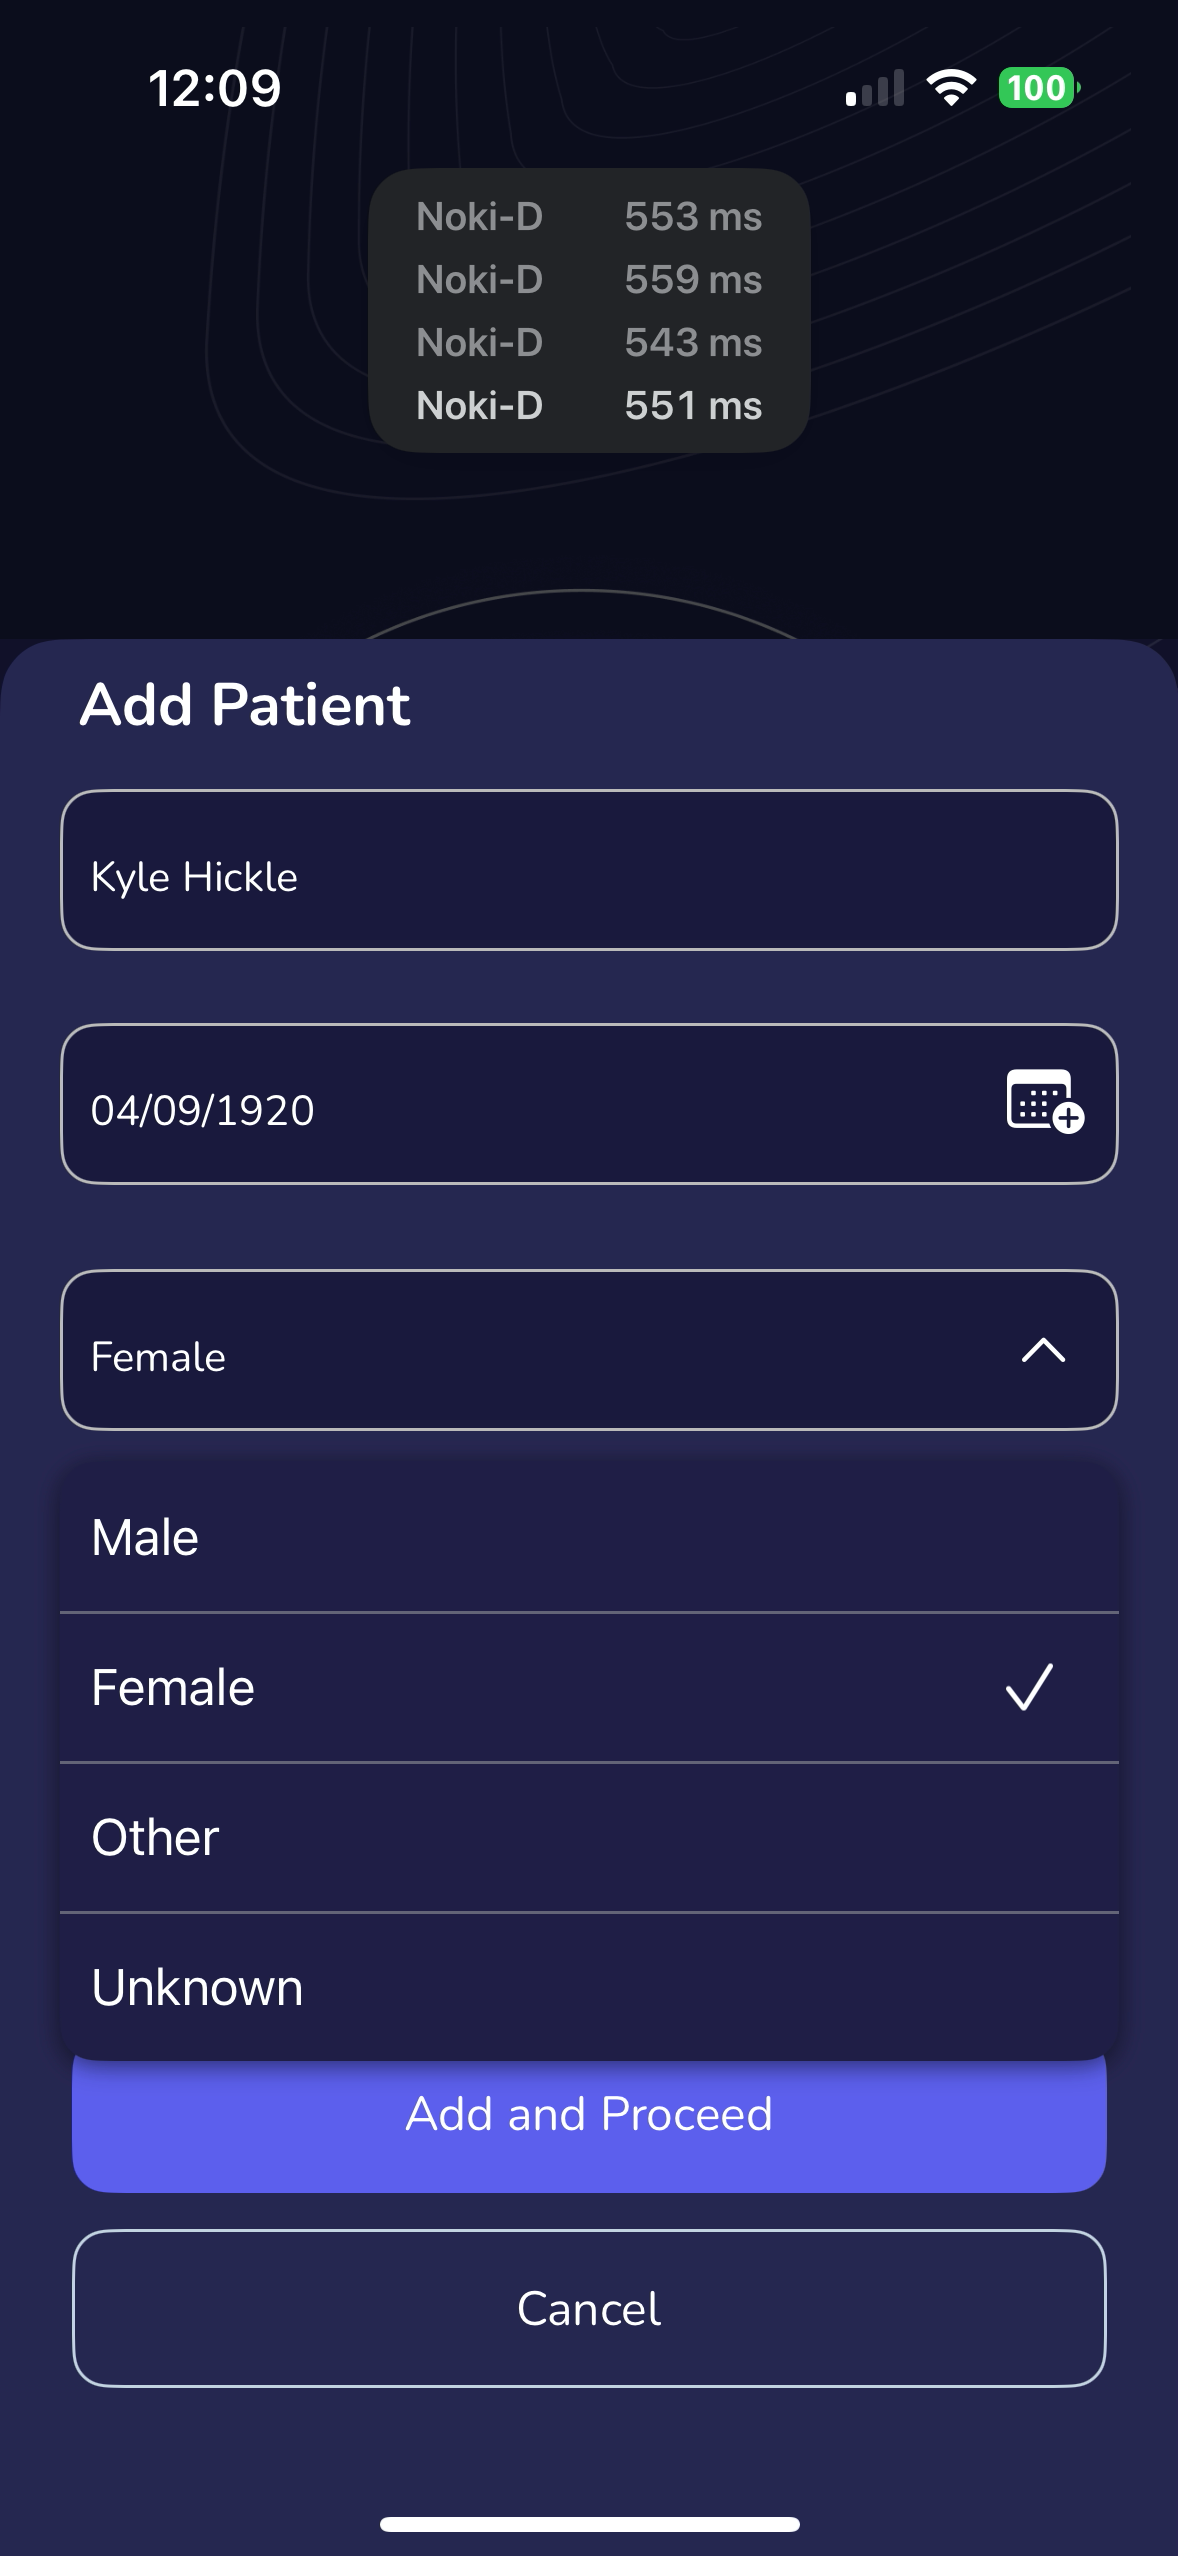 12:09
100
Noki-D 553 ms
Noki-D 559 ms
Noki-D 543 ms
Noki-D 551 ms
Add Patient
Kyle Hickle
04/09/1920
Female
Male
Female
Other
Unknown
Add and Proceed
Cancel